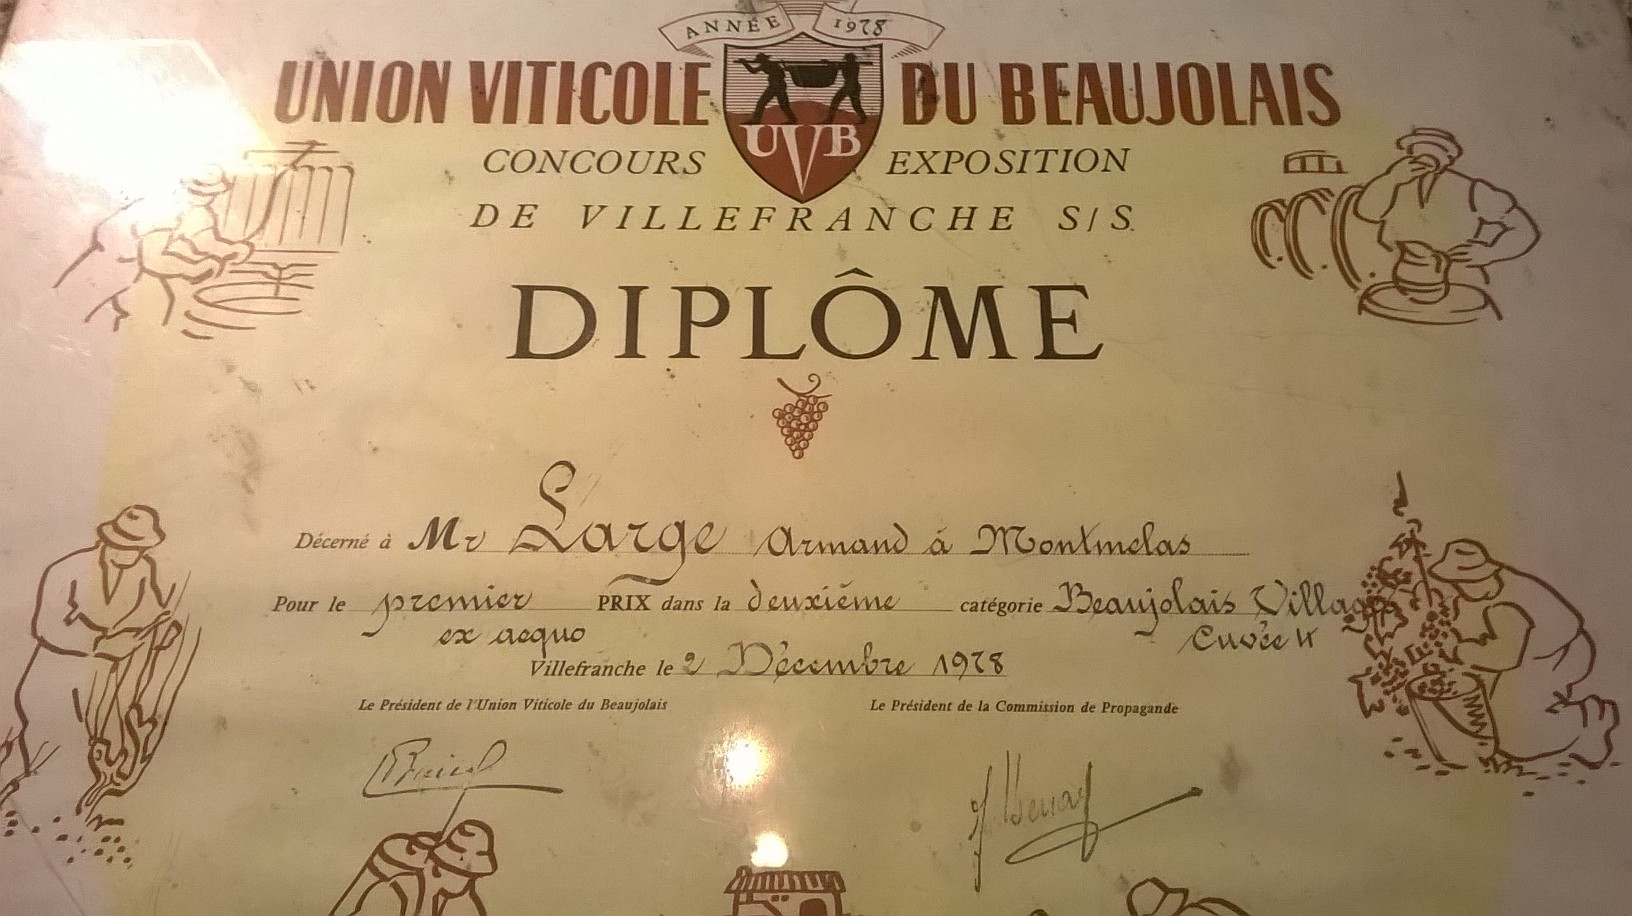 ANNÉE 1978
UNION VITICOLE DU BEAUJOLAIS
UVB
CONCOURS EXPOSITION
DE VILLEFRANCHE S/S.
DIPLÔME
Décerné à Mr Large Armand à Montmelas
Pour le premier PRIX dans la deuxième catégorie Beaujolais Villages
ex aequo Cuvée
Villefranche le 2 Décembre 1978
Le Président de l'Union Viticole du Beaujolais Le Président de la Commission de Propagande